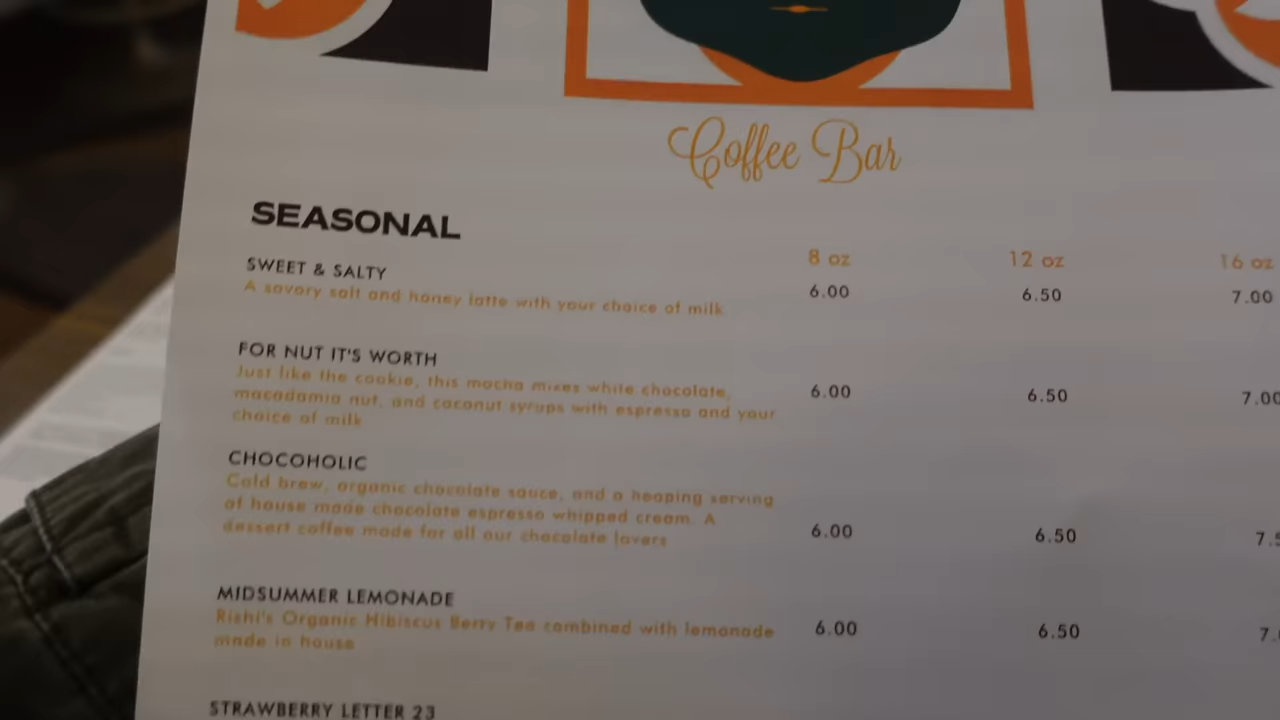 Coffee Bar
SEASONAL
8 oz 12 oz 16 oz
SWEET & SALTY
A savory salt and honey latte with your choice of milk
6.00 6.50 7.00
FOR NUT IT'S WORTH
Just like the cookie, this mocha mixes white chocolate,
macadamia nut, and coconut syrups with espresso and your
choice of milk
6.00 6.50 7.00
CHOCOHOLIC
Cold brew, organic chocolate sauce, and a heaping serving
of house made chocolate espresso whipped cream. A
dessert coffee made for all our chocolate lovers
6.00 6.50 7.5
MIDSUMMER LEMONADE
Rishi's Organic Hibiscus Berry Tea combined with lemonade
made in house
6.00 6.50 7.
STRAWBERRY LETTER 23